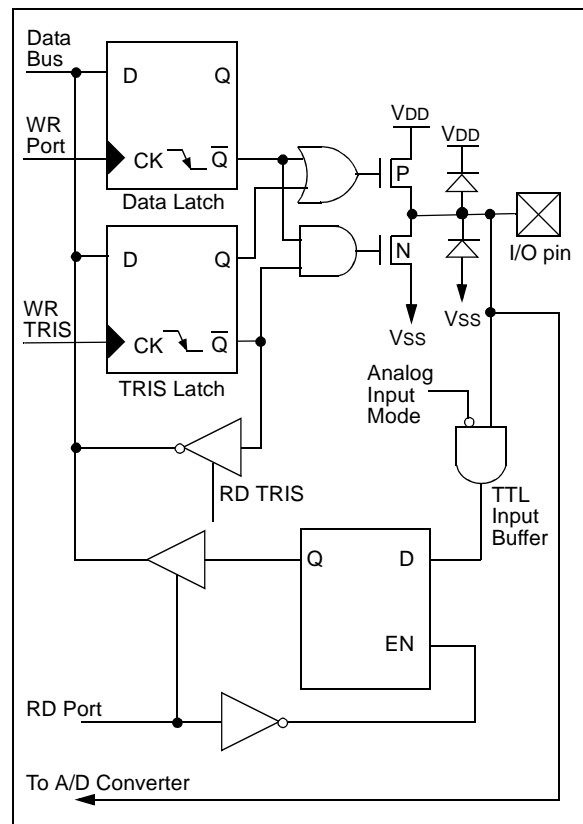 Data
Bus
D
Q
VDD
WR
Port
VDD
CK
Q
P
Data Latch
D
Q
N
I/O pin
WR
TRIS
VSS
CK
Q
VSS
TRIS Latch
Analog
Input
Mode
RD TRIS
TTL
Input
Buffer
Q
D
EN
RD Port
To A/D Converter